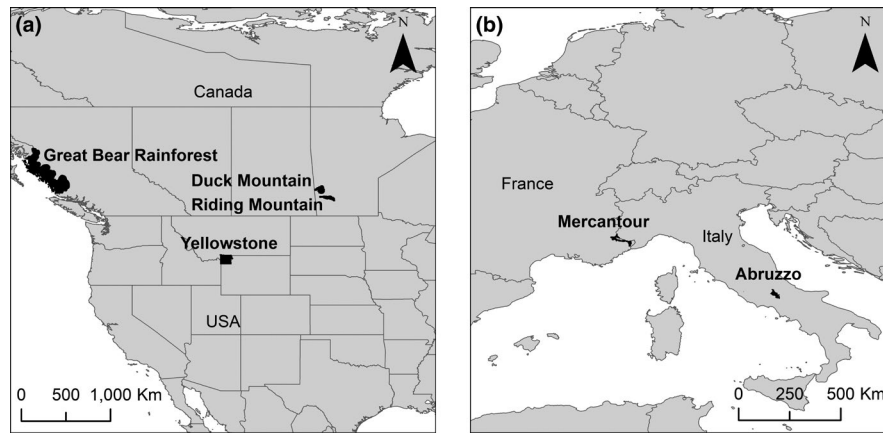 (a)
N
Canada
Great Bear Rainforest
Duck Mountain
Riding Mountain
Yellowstone
USA
0 500 1,000 Km
(b)
N
France
Mercantour
Italy
Abruzzo
0 250 500 Km